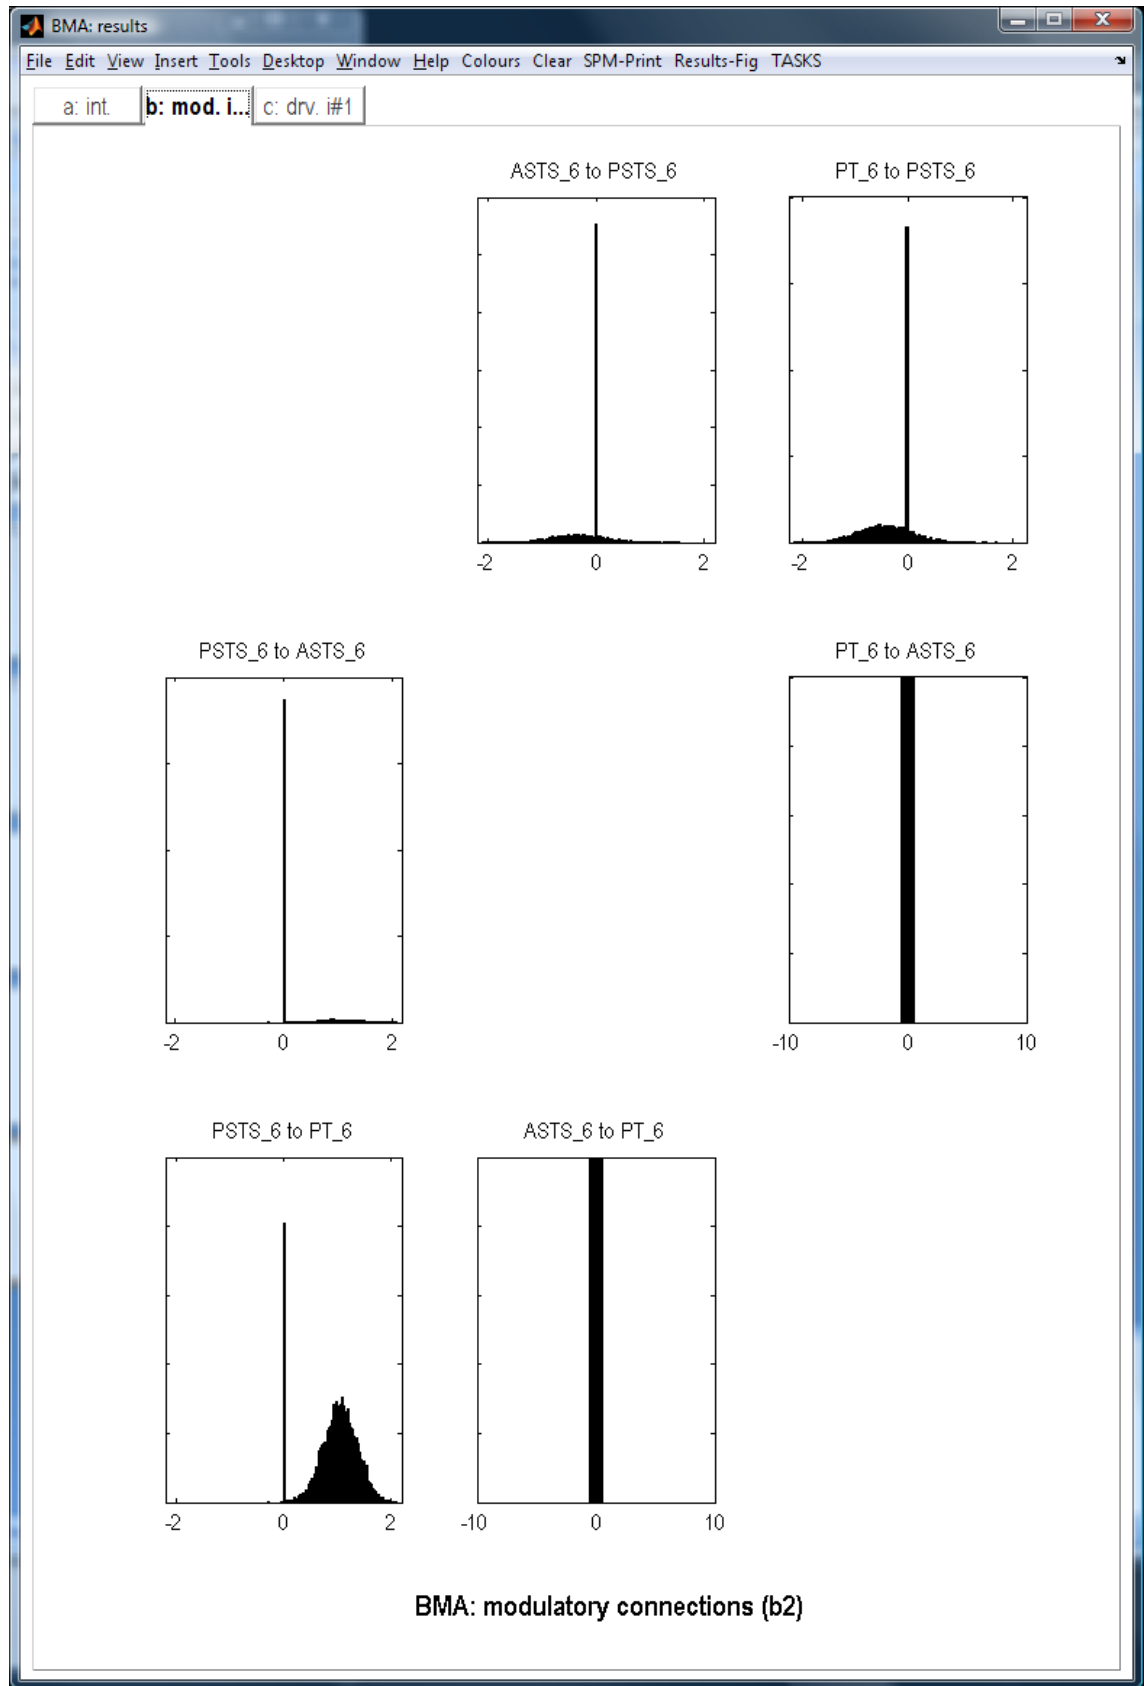 BMA: results
File Edit View Insert Tools Desktop Window Help Colours Clear SPM-Print Results-Fig TASKS
a: int. b: mod. i... c: drv. i#1
ASTS_6 to PSTS_6 PT_6 to PSTS_6
-2 0 2 -2 0 2
PSTS_6 to ASTS_6 PT_6 to ASTS_6
-2 0 2 -10 0 10
PSTS_6 to PT_6 ASTS_6 to PT_6
-2 0 2 -10 0 10
BMA: modulatory connections (b2)